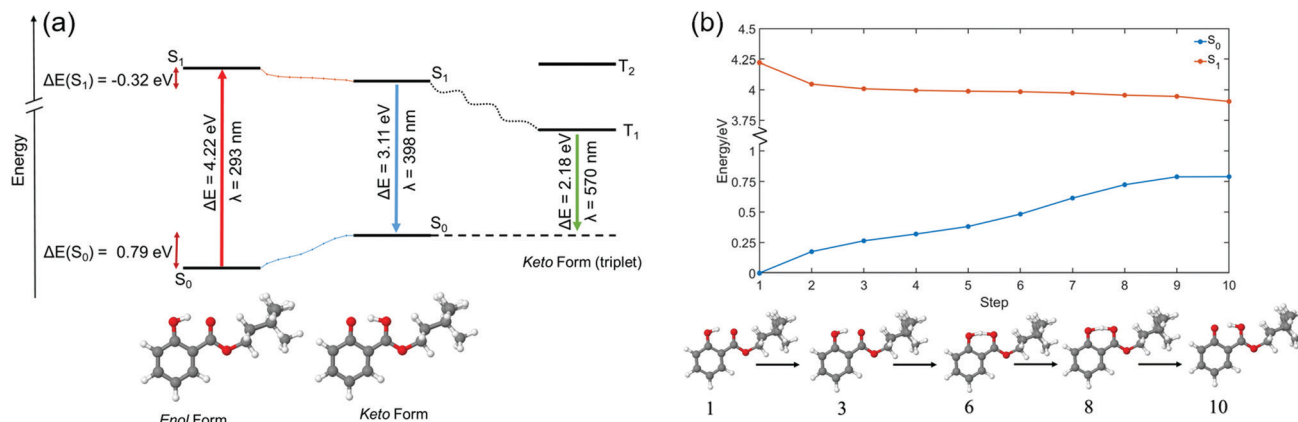 (a)
Energy
S1
ΔE(S1) = -0.32 eV
ΔE = 4.22 eV
λ = 293 nm
ΔE(S0) = 0.79 eV
S0
S1
ΔE = 3.11 eV
λ = 398 nm
S0
T2
T1
ΔE = 2.18 eV
λ = 570 nm
Keto Form (triplet)
Enol Form
Keto Form
(b)
Energy/eV
4.5
4.25
4
3.75
1
0.75
0.5
0.25
0
S0
S1
1 2 3 4 5 6 7 8 9 10
Step
1 3 6 8 10